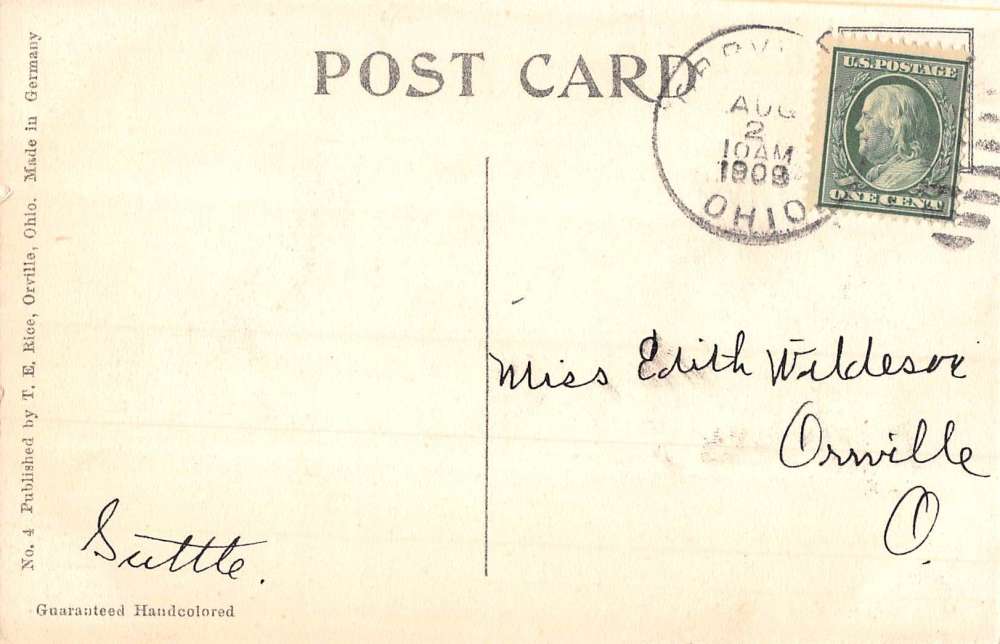 POST CARD
U.S. POSTAGE
ONE CENT
AUG
2
10AM
1909
OHIO
No. 4 Published by T. E. Rice, Orville, Ohio. Made in Germany
Miss Edith
Orrville
O.
Suttle.
Guaranteed Handcolored